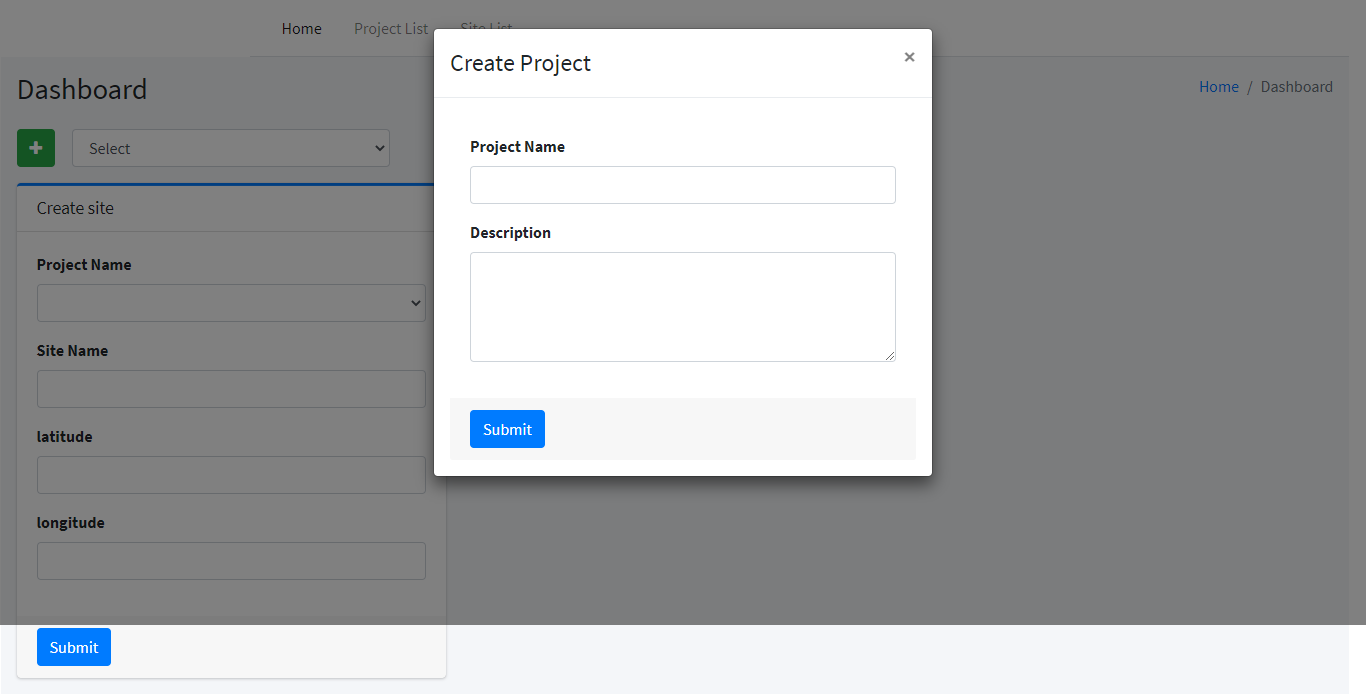 Home Project List Site List
Create Project ×
Dashboard
Home / Dashboard
Select
Create site
Project Name
Site Name
latitude
longitude
Submit
Project Name
Description
Submit